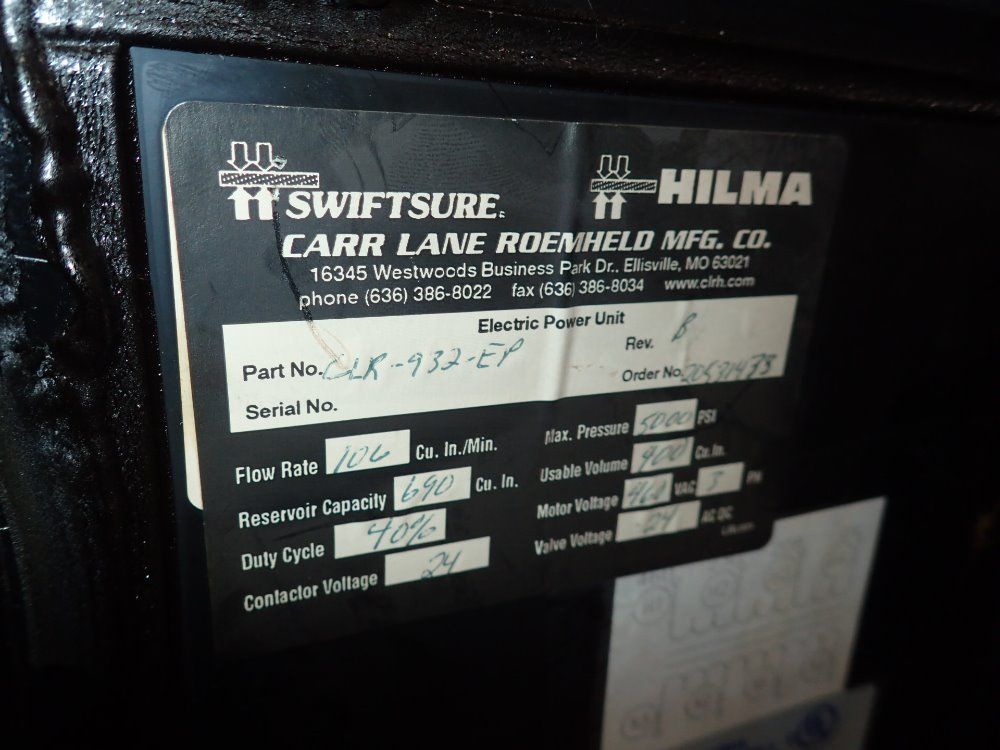 SWIFTSURE®
HILMA
CARR LANE ROEMHELD MFG. CO.
16345 Westwoods Business Park Dr., Ellisville, MO 63021
phone (636) 386-8022 fax (636) 386-8034 www.clrh.com
Electric Power Unit
Part No. CLR-932-EP Rev. B
Serial No. Order No.
Flow Rate 106 Cu. In./Min. Max. Pressure 5000 PSI
Reservoir Capacity 690 Cu. In. Usable Volume Cu. In.
Duty Cycle 40% Motor Voltage 460 VAC 3 PH
Contactor Voltage 24 Valve Voltage 24 AC DC